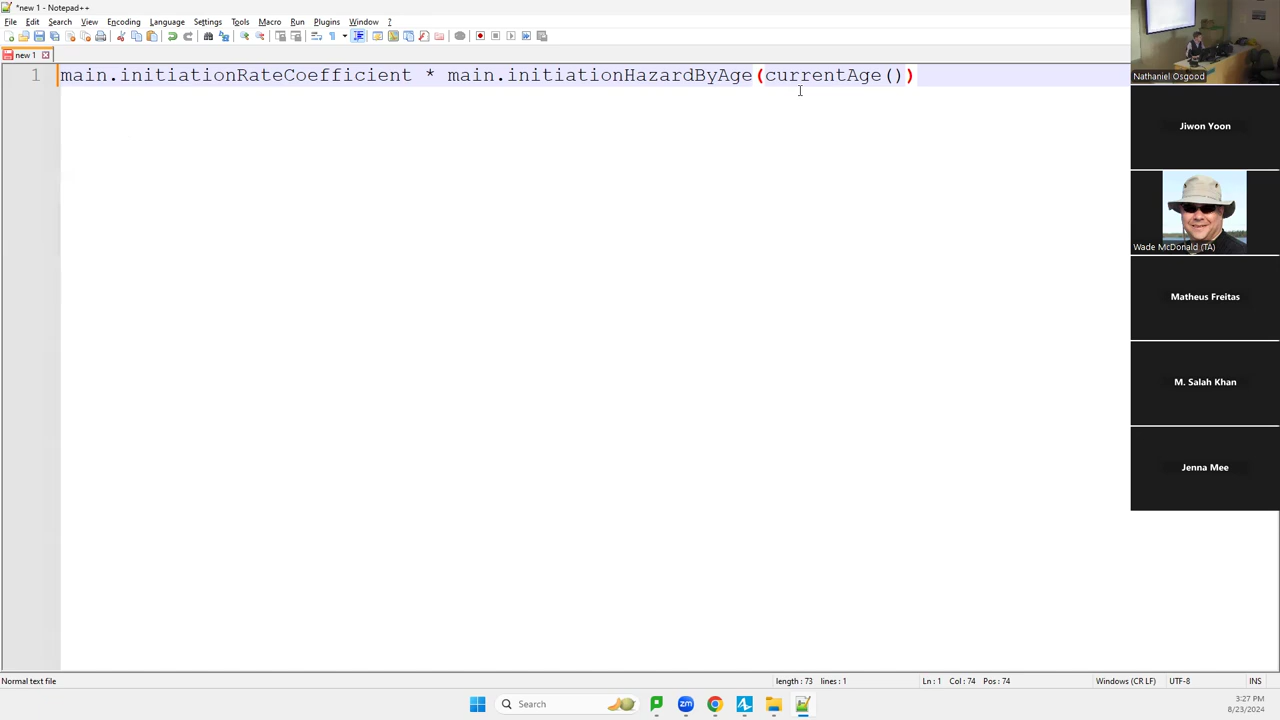 *new 1 - Notepad++
File Edit Search View Encoding Language Settings Tools Macro Run Plugins Window ?
new 1
1 main.initiationRateCoefficient * main.initiationHazardByAge(currentAge())
Nathaniel Osgood
Jiwon Yoon
Wade McDonald (TA)
Matheus Freitas
M. Salah Khan
Jenna Mee
Normal text file length : 73 lines : 1 Ln : 1 Col : 74 Pos : 74 Windows (CR LF) UTF-8 INS
Search
zm
3:27 PM
8/23/2024